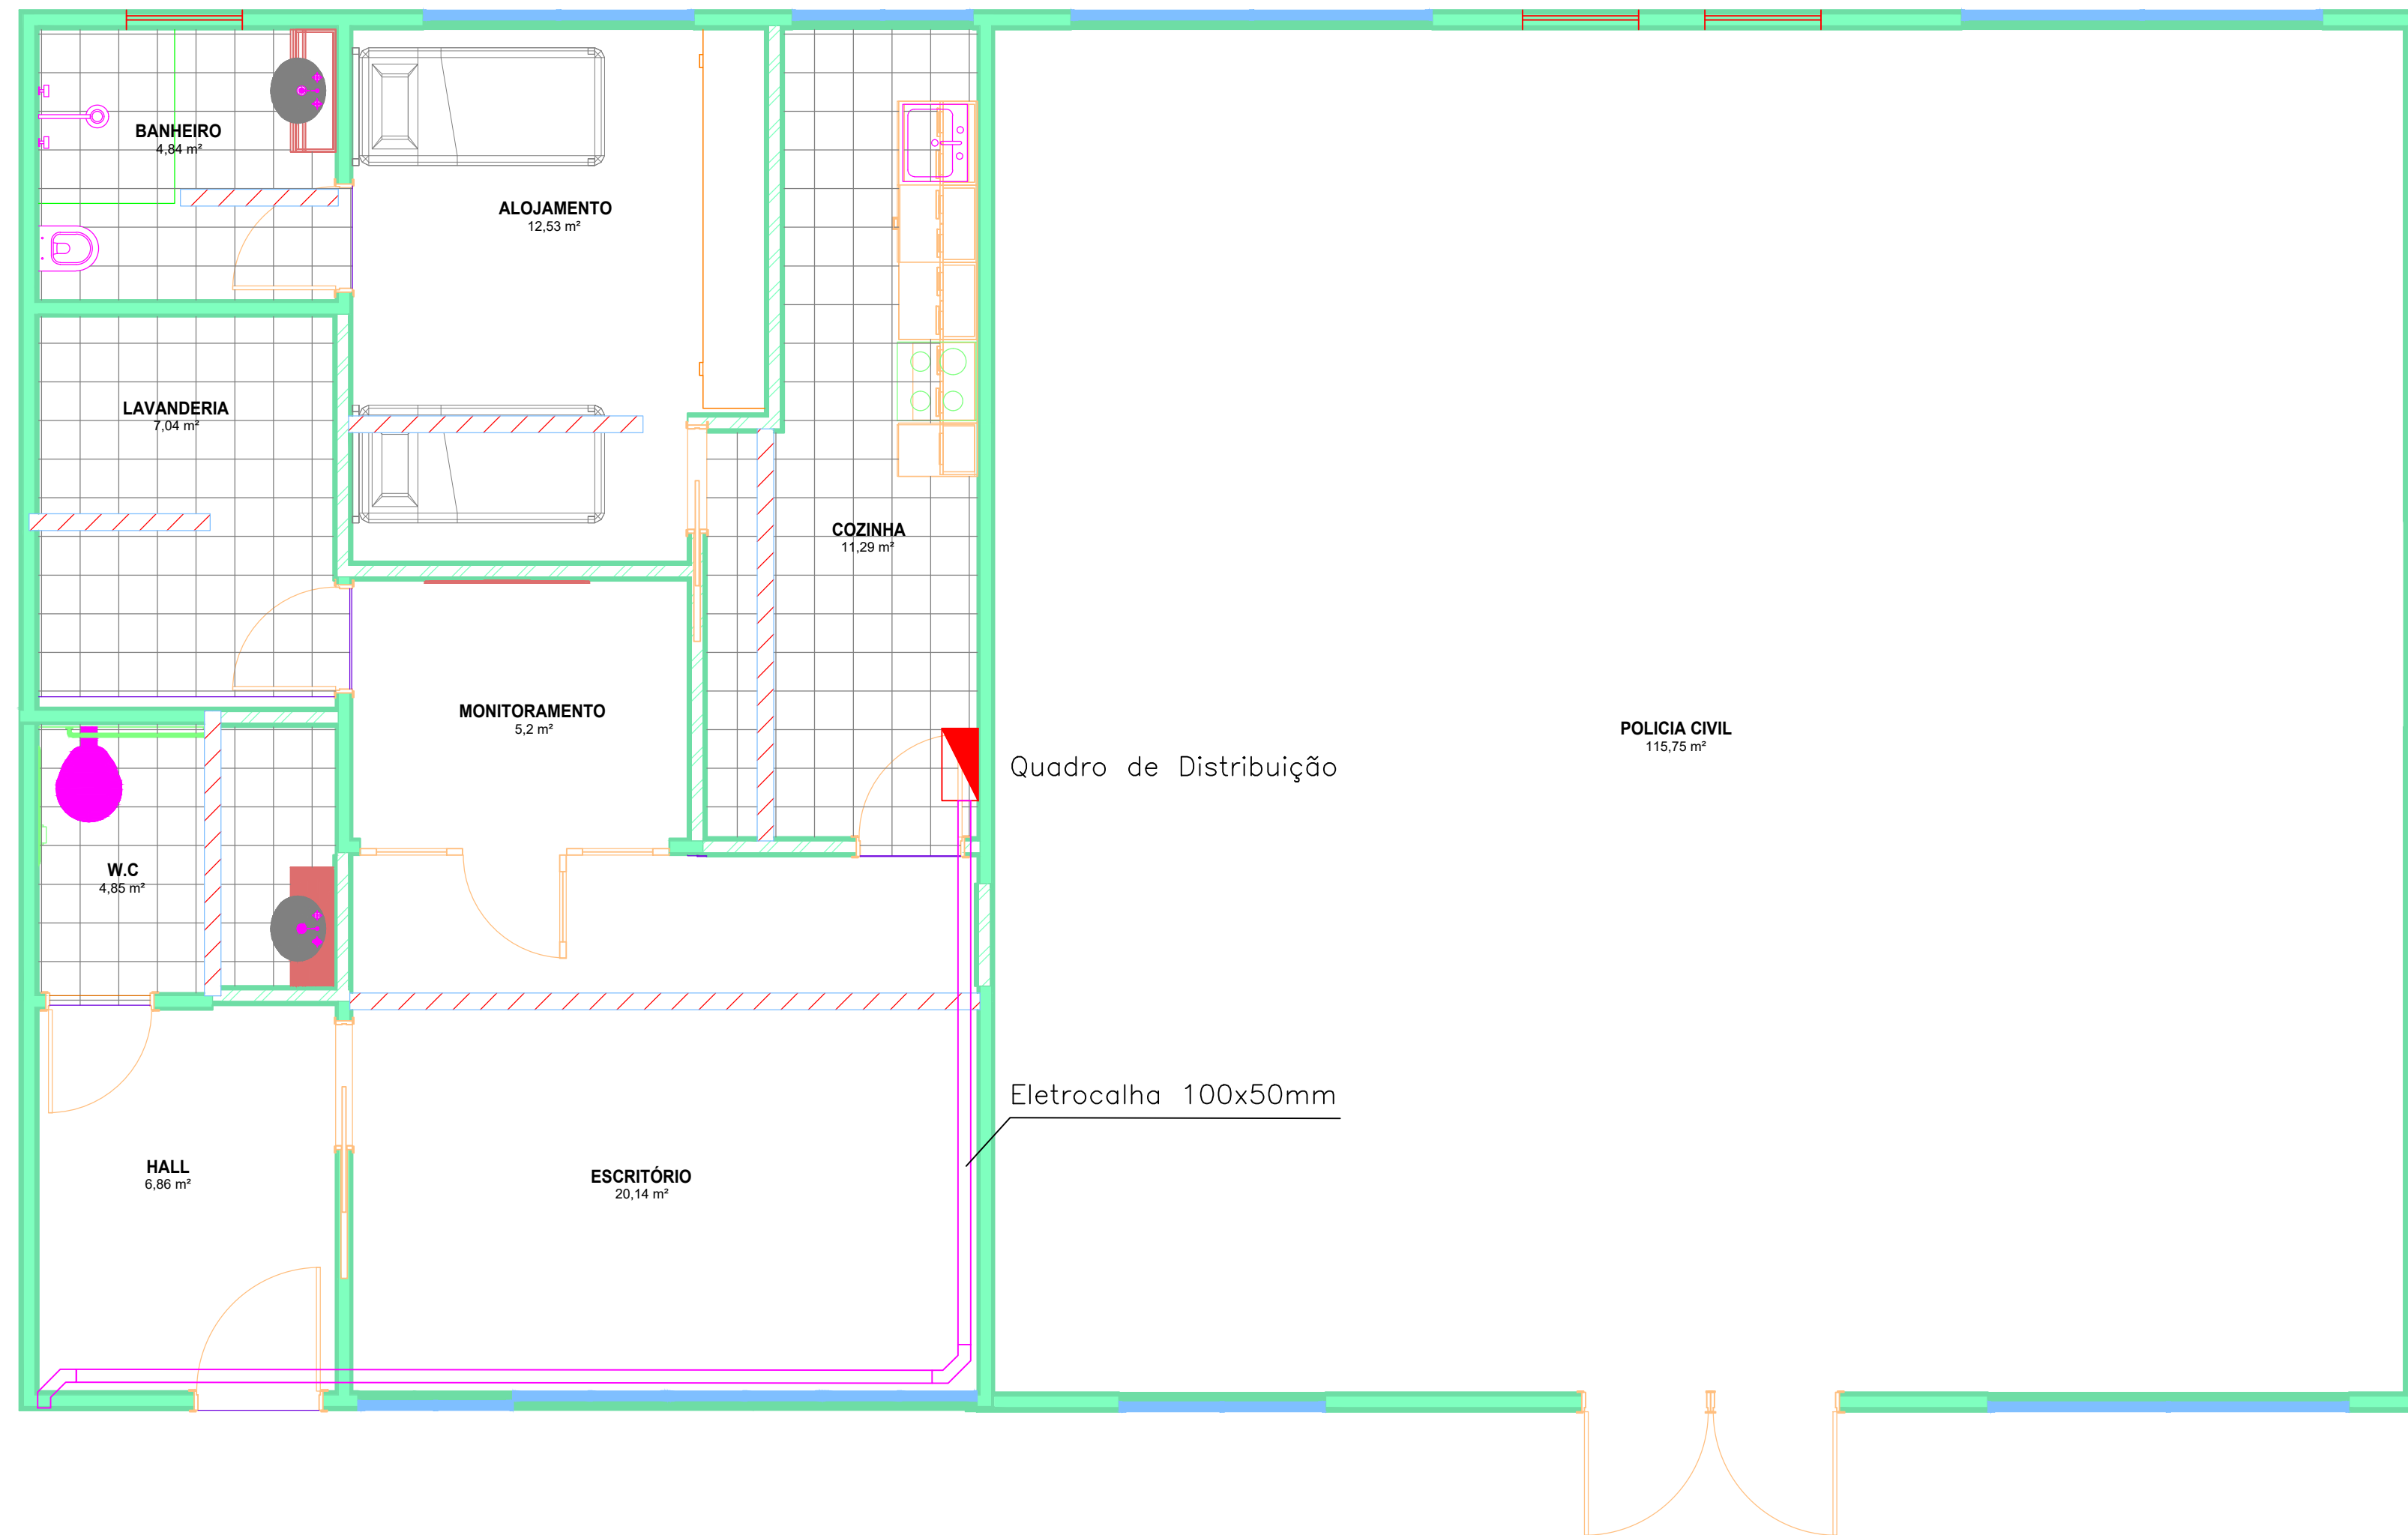 BANHEIRO
4,84 m²
ALOJAMENTO
12,53 m²
LAVANDERIA
7,04 m²
COZINHA
11,29 m²
MONITORAMENTO
5,2 m²
POLICIA CIVIL
115,75 m²
Quadro de Distribuição
W.C
4,85 m²
Eletrocalha 100x50mm
HALL
6,86 m²
ESCRITÓRIO
20,14 m²